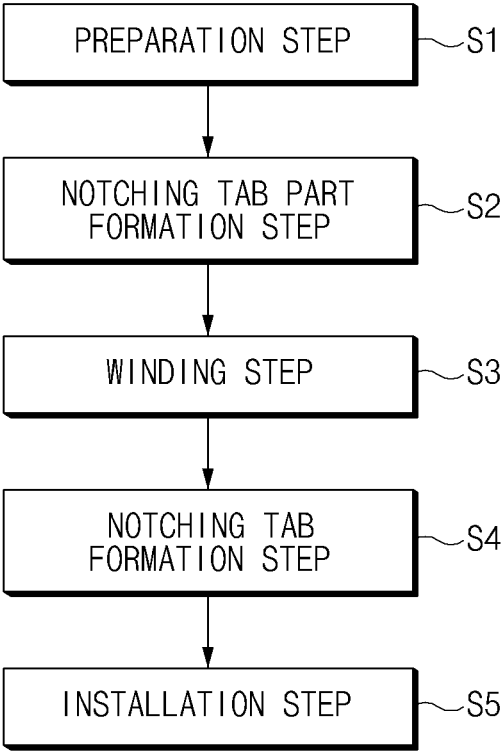 PREPARATION STEP
S1
NOTCHING TAB PART
FORMATION STEP
S2
WINDING STEP
S3
NOTCHING TAB
FORMATION STEP
S4
INSTALLATION STEP
S5